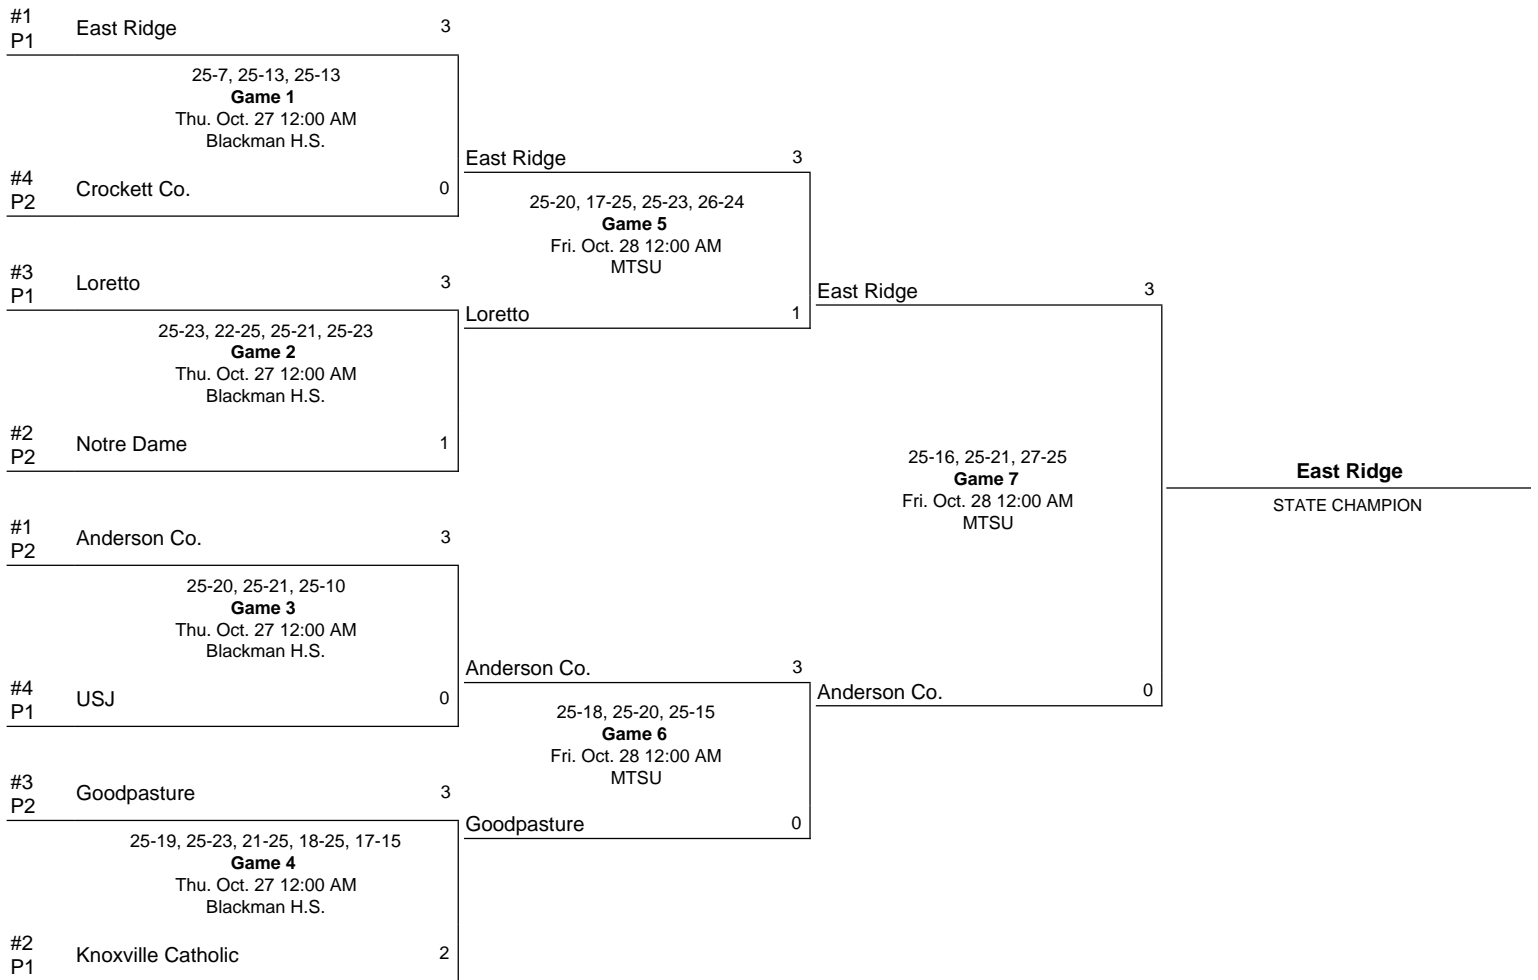 #1
P1
East Ridge 3
25-7, 25-13, 25-13
Game 1
Thu. Oct. 27 12:00 AM
Blackman H.S.
#4
P2
Crockett Co. 0
#3
P1
Loretto 3
25-23, 22-25, 25-21, 25-23
Game 2
Thu. Oct. 27 12:00 AM
Blackman H.S.
#2
P2
Notre Dame 1
#1
P2
Anderson Co. 3
25-20, 25-21, 25-10
Game 3
Thu. Oct. 27 12:00 AM
Blackman H.S.
#4
P1
USJ 0
#3
P2
Goodpasture 3
25-19, 25-23, 21-25, 18-25, 17-15
Game 4
Thu. Oct. 27 12:00 AM
Blackman H.S.
#2
P1
Knoxville Catholic 2
East Ridge 3
25-20, 17-25, 25-23, 26-24
Game 5
Fri. Oct. 28 12:00 AM
MTSU
Loretto 1
Anderson Co. 3
25-18, 25-20, 25-15
Game 6
Fri. Oct. 28 12:00 AM
MTSU
Goodpasture 0
East Ridge 3
25-16, 25-21, 27-25
Game 7
Fri. Oct. 28 12:00 AM
MTSU
Anderson Co. 0
East Ridge
STATE CHAMPION